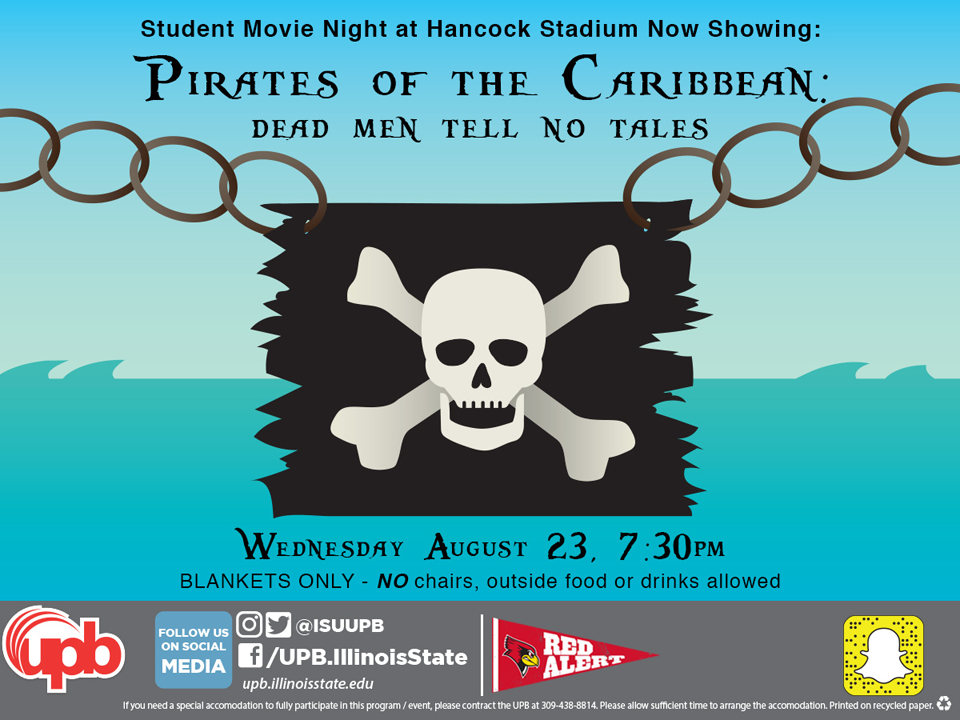 Student Movie Night at Hancock Stadium Now Showing:
Pirates of the Caribbean:
dead men tell no tales
Wednesday August 23, 7:30pm
BLANKETS ONLY - NO chairs, outside food or drinks allowed
upb
FOLLOW US
ON SOCIAL
MEDIA
@ISUUPB
/UPB.IllinoisState
upb.illinoisstate.edu
RED
ALERT
If you need a special accomodation to fully participate in this program / event, please contract the UPB at 309-438-8814. Please allow sufficient time to arrange the accomodation. Printed on recycled paper.